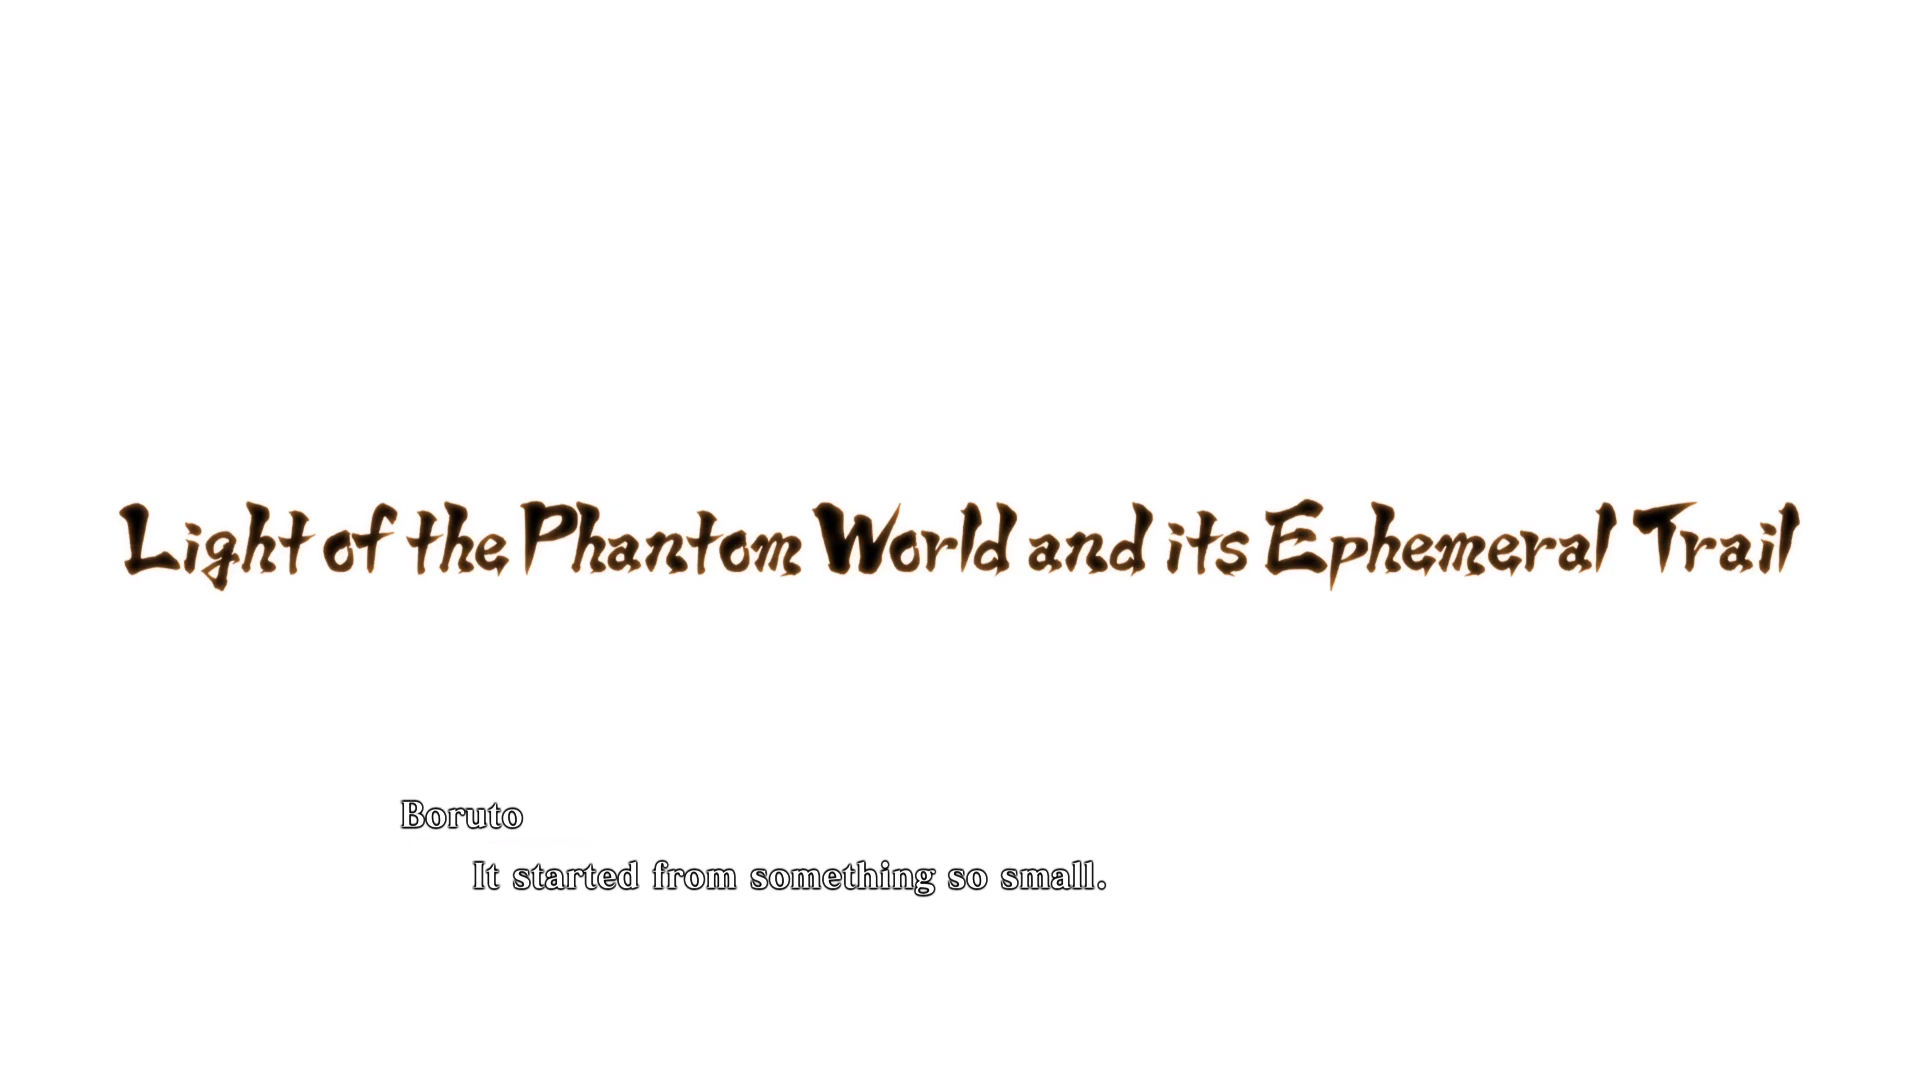 Light of the Phantom World and its Ephemeral Trail
Boruto
It started from something so small.